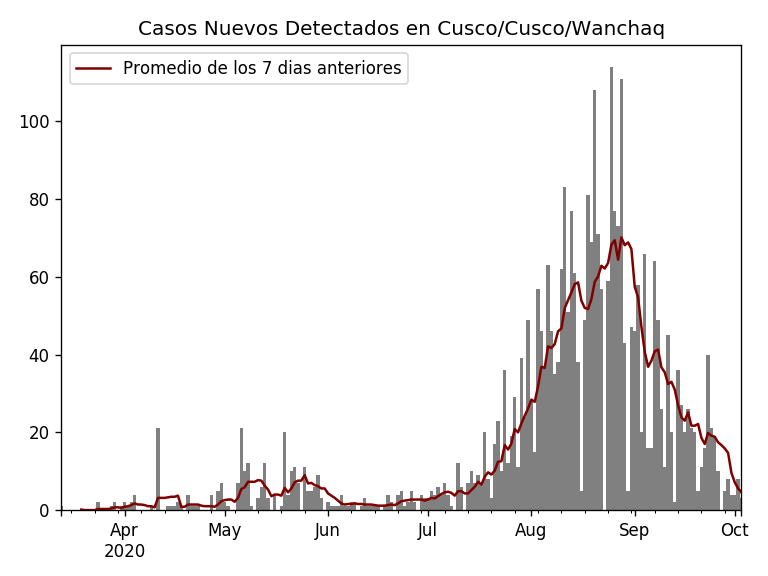 Casos Nuevos Detectados en Cusco/Cusco/Wanchaq
Promedio de los 7 dias anteriores
100
80
60
40
20
0
Apr
2020
May
Jun
Jul
Aug
Sep
Oct